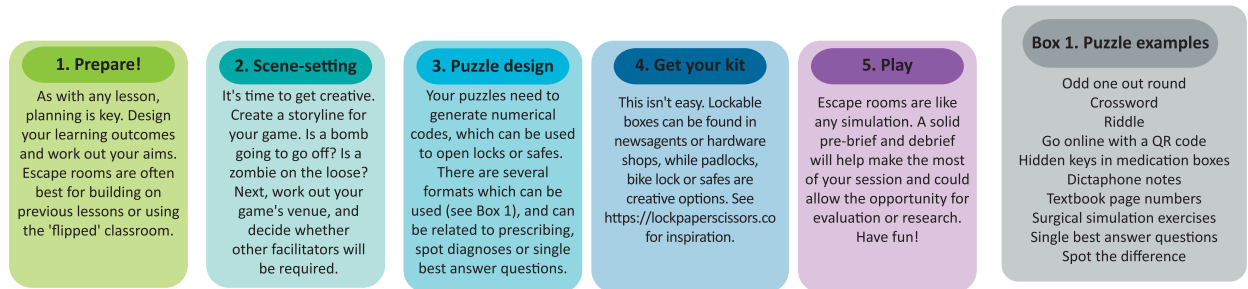 1. Prepare!
As with any lesson,
planning is key. Design
your learning outcomes
and work out your aims.
Escape rooms are often
best for building on
previous lessons or using
the 'flipped' classroom.
2. Scene-setting
It's time to get creative.
Create a storyline for
your game. Is a bomb
going to go off? Is a
zombie on the loose?
Next, work out your
game's venue, and
decide whether
other facilitators will
be required.
3. Puzzle design
Your puzzles need to
generate numerical
codes, which can be used
to open locks or safes.
There are several
formats which can be
used (see Box 1), and can
be related to prescribing,
spot diagnoses or single
best answer questions.
4. Get your kit
This isn't easy. Lockable
boxes can be found in
newsagents or hardware
shops, while padlocks,
bike lock or safes are
creative options. See
https://lockpaperscissors.co
for inspiration.
5. Play
Escape rooms are like
any simulation. A solid
pre-brief and debrief
will help make the most
of your session and could
allow the opportunity for
evaluation or research.
Have fun!
Box 1. Puzzle examples
Odd one out round
Crossword
Riddle
Go online with a QR code
Hidden keys in medication boxes
Dictaphone notes
Textbook page numbers
Surgical simulation exercises
Single best answer questions
Spot the difference